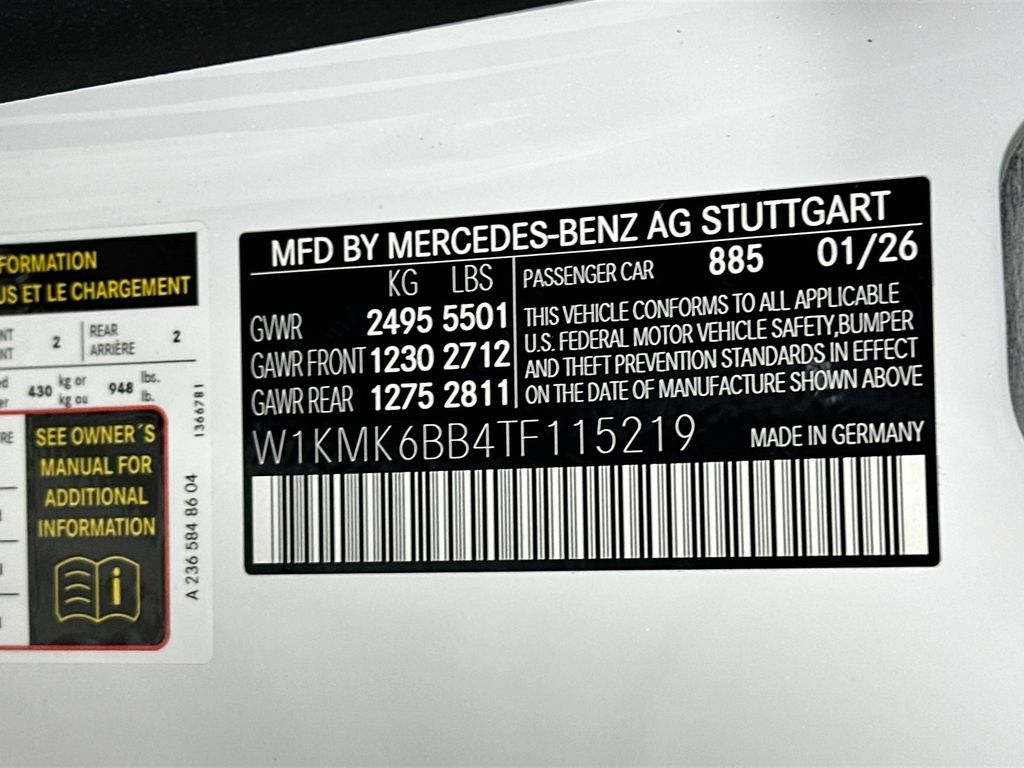 FORMATION
US ET LE CHARGEMENT
2 REAR ARRIÈRE 2
430 kg or kg ou 948 lbs. lb.
SEE OWNER´S
MANUAL FOR
ADDITIONAL
INFORMATION
1366781
A 236 584 86 04
MFD BY MERCEDES-BENZ AG STUTTGART
KG LBS
GVWR 2495 5501
GAWR FRONT 1230 2712
GAWR REAR 1275 2811
PASSENGER CAR 885 01/26
THIS VEHICLE CONFORMS TO ALL APPLICABLE
U.S. FEDERAL MOTOR VEHICLE SAFETY,BUMPER
AND THEFT PREVENTION STANDARDS IN EFFECT
ON THE DATE OF MANUFACTURE SHOWN ABOVE
W1KMK6BB4TF115219 MADE IN GERMANY